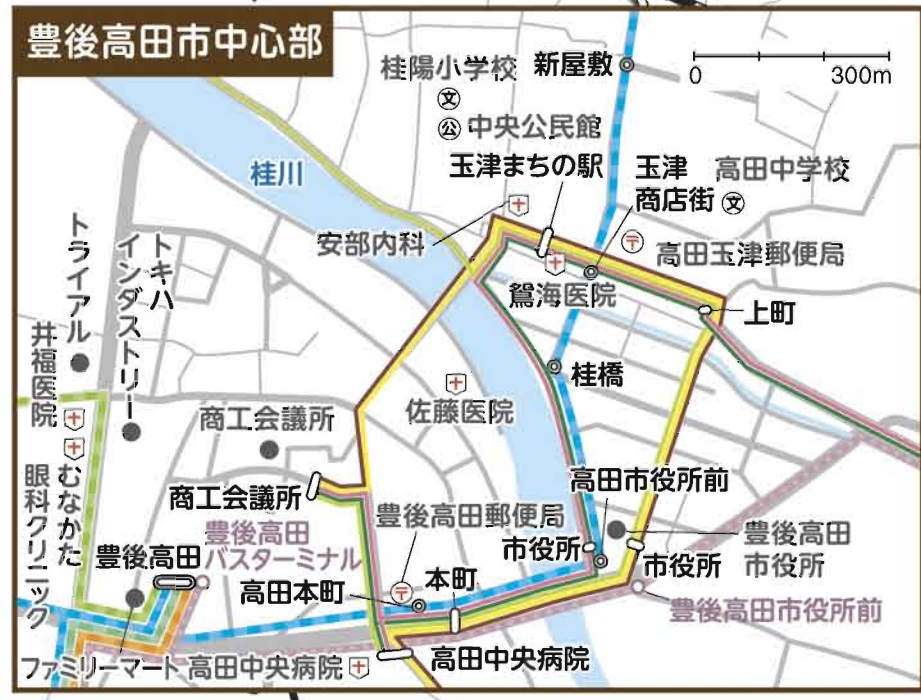 豊後高田市中心部
0 300m
桂陽小学校
文
公 中央公民館
新屋敷
玉津まちの駅
玉津
商店街
高田中学校
文
桂川
安部内科
〒 高田玉津郵便局
鴛海医院
上町
トライアル
トキハ
インダストリー
井福医院
むなかた
眼科クリニック
桂橋
佐藤医院
商工会議所
商工会議所
高田市役所前
豊後高田郵便局
〒
豊後高田
バスターミナル
豊後高田
市役所
豊後高田
市役所
市役所
高田本町
本町
豊後高田市役所前
ファミリーマート
高田中央病院
高田中央病院